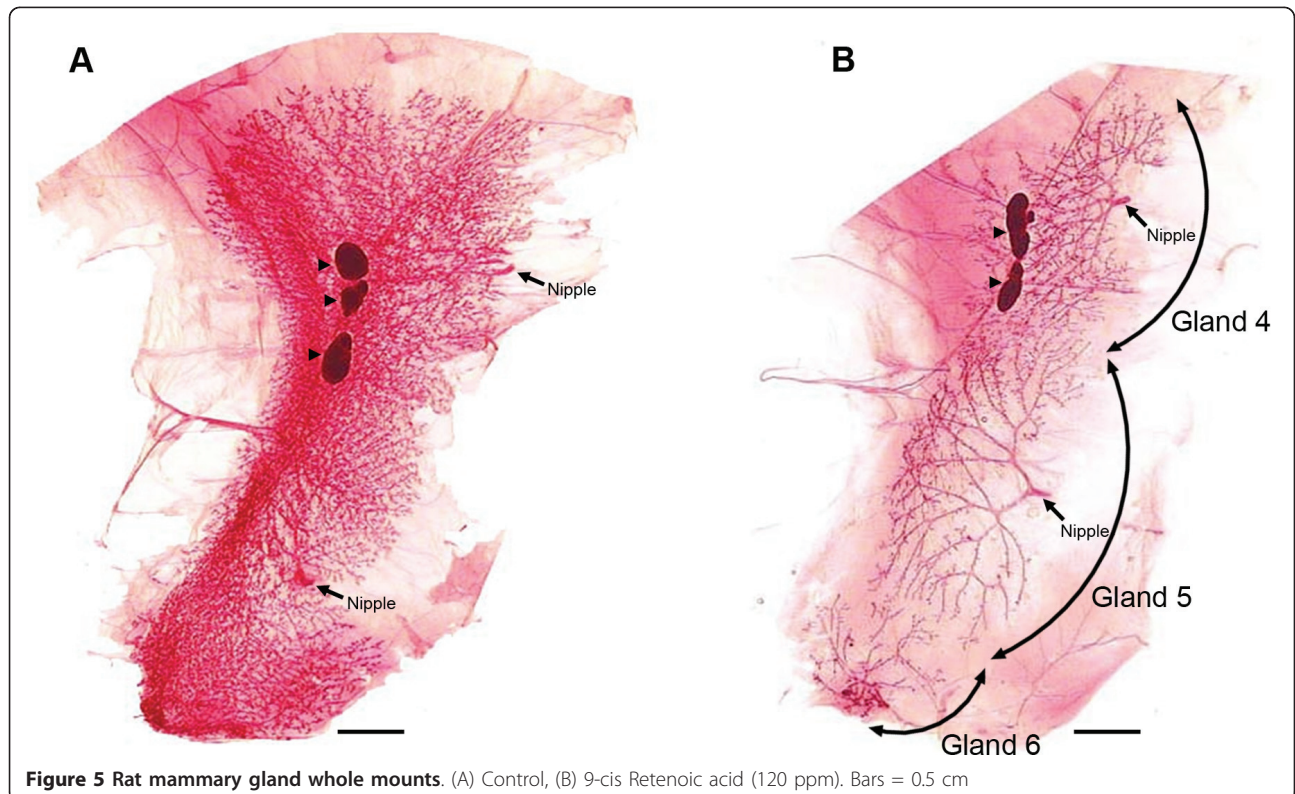 A
B
Nipple
Nipple
Gland 4
Nipple
Nipple
Gland 5
Gland 6
Figure 5 Rat mammary gland whole mounts. (A) Control, (B) 9-cis Retenoic acid (120 ppm). Bars = 0.5 cm